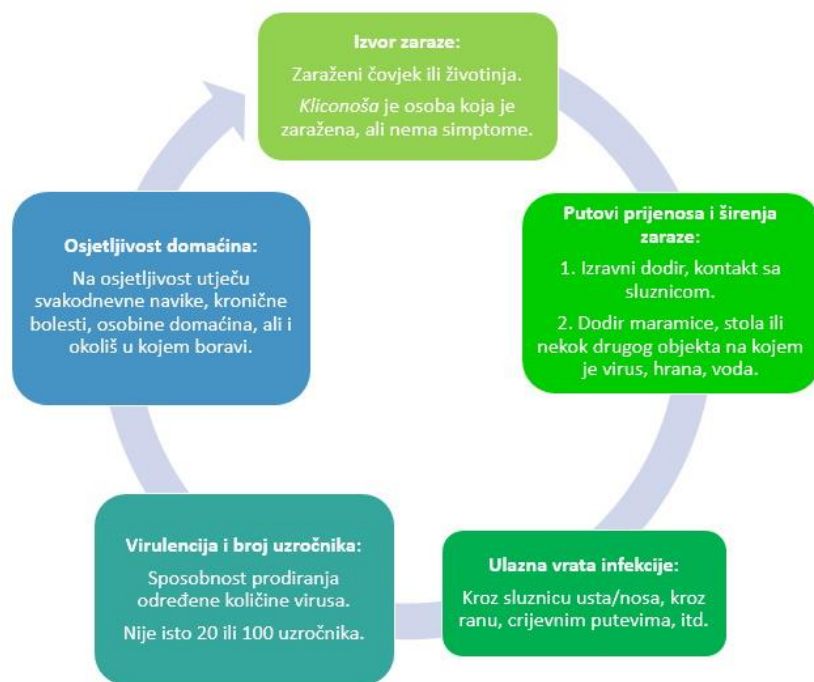 Izvor zaraze:
Zaraženi čovjek ili životinja.
Kliconoša je osoba koja je
zaražena, ali nema simptome.
Putovi prijenosa i širenja
zaraze:
1. Izravni dodir, kontakt sa
sluznicom.
2. Dodir maramice, stola ili
nekok drugog objekta na kojem
je virus, hrana, voda.
Ulazna vrata infekcije:
Kroz sluznicu usta/nosa, kroz
ranu, crijevnim putevima, itd.
Virulencija i broj uzročnika:
Sposobnost prodiranja
određene količine virusa.
Nije isto 20 ili 100 uzročnika.
Osjetljivost domaćina:
Na osjetljivost utječu
svakodnevne navike, kronične
bolesti, osobine domaćina, ali i
okoliš u kojem boravi.